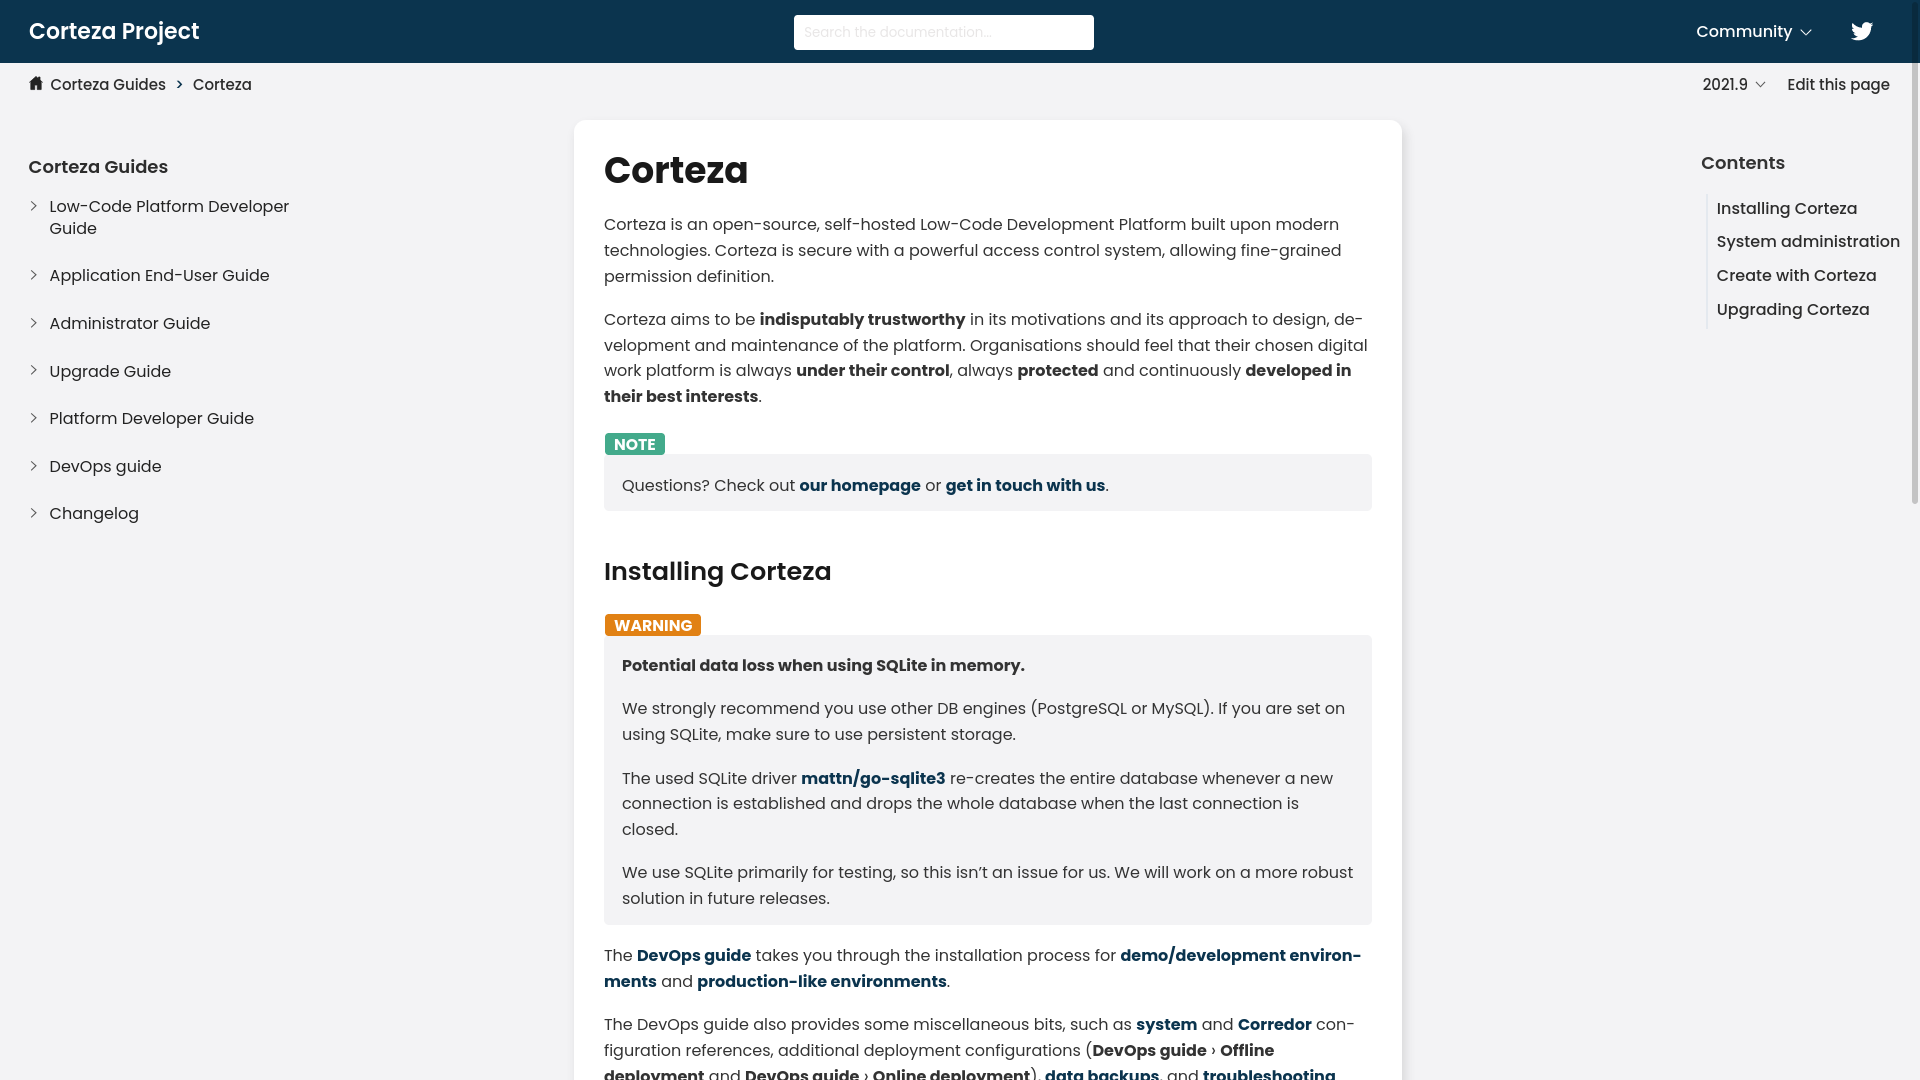 Corteza Project
Search the documentation...
Community
Corteza Guides
Corteza
2021.9
Edit this page
Corteza Guides
Low-Code Platform Developer
Guide
Application End-User Guide
Administrator Guide
Upgrade Guide
Platform Developer Guide
DevOps guide
Changelog
Corteza
Corteza is an open-source, self-hosted Low-Code Development Platform built upon modern
technologies. Corteza is secure with a powerful access control system, allowing fine-grained
permission definition.
Corteza aims to be indisputably trustworthy in its motivations and its approach to design, de-
velopment and maintenance of the platform. Organisations should feel that their chosen digital
work platform is always under their control, always protected and continuously developed in
their best interests.
NOTE
Questions? Check out our homepage or get in touch with us.
Installing Corteza
WARNING
Potential data loss when using SQLite in memory.
We strongly recommend you use other DB engines (PostgreSQL or MySQL). If you are set on
using SQLite, make sure to use persistent storage.
The used SQLite driver mattn/go-sqlite3 re-creates the entire database whenever a new
connection is established and drops the whole database when the last connection is
closed.
We use SQLite primarily for testing, so this isn’t an issue for us. We will work on a more robust
solution in future releases.
The DevOps guide takes you through the installation process for demo/development environ-
ments and production-like environments.
The DevOps guide also provides some miscellaneous bits, such as system and Corredor con-
figuration references, additional deployment configurations (DevOps guide › Offline
deployment and DevOps guide › Online deployment), data backups, and troubleshooting
Contents
Installing Corteza
System administration
Create with Corteza
Upgrading Corteza